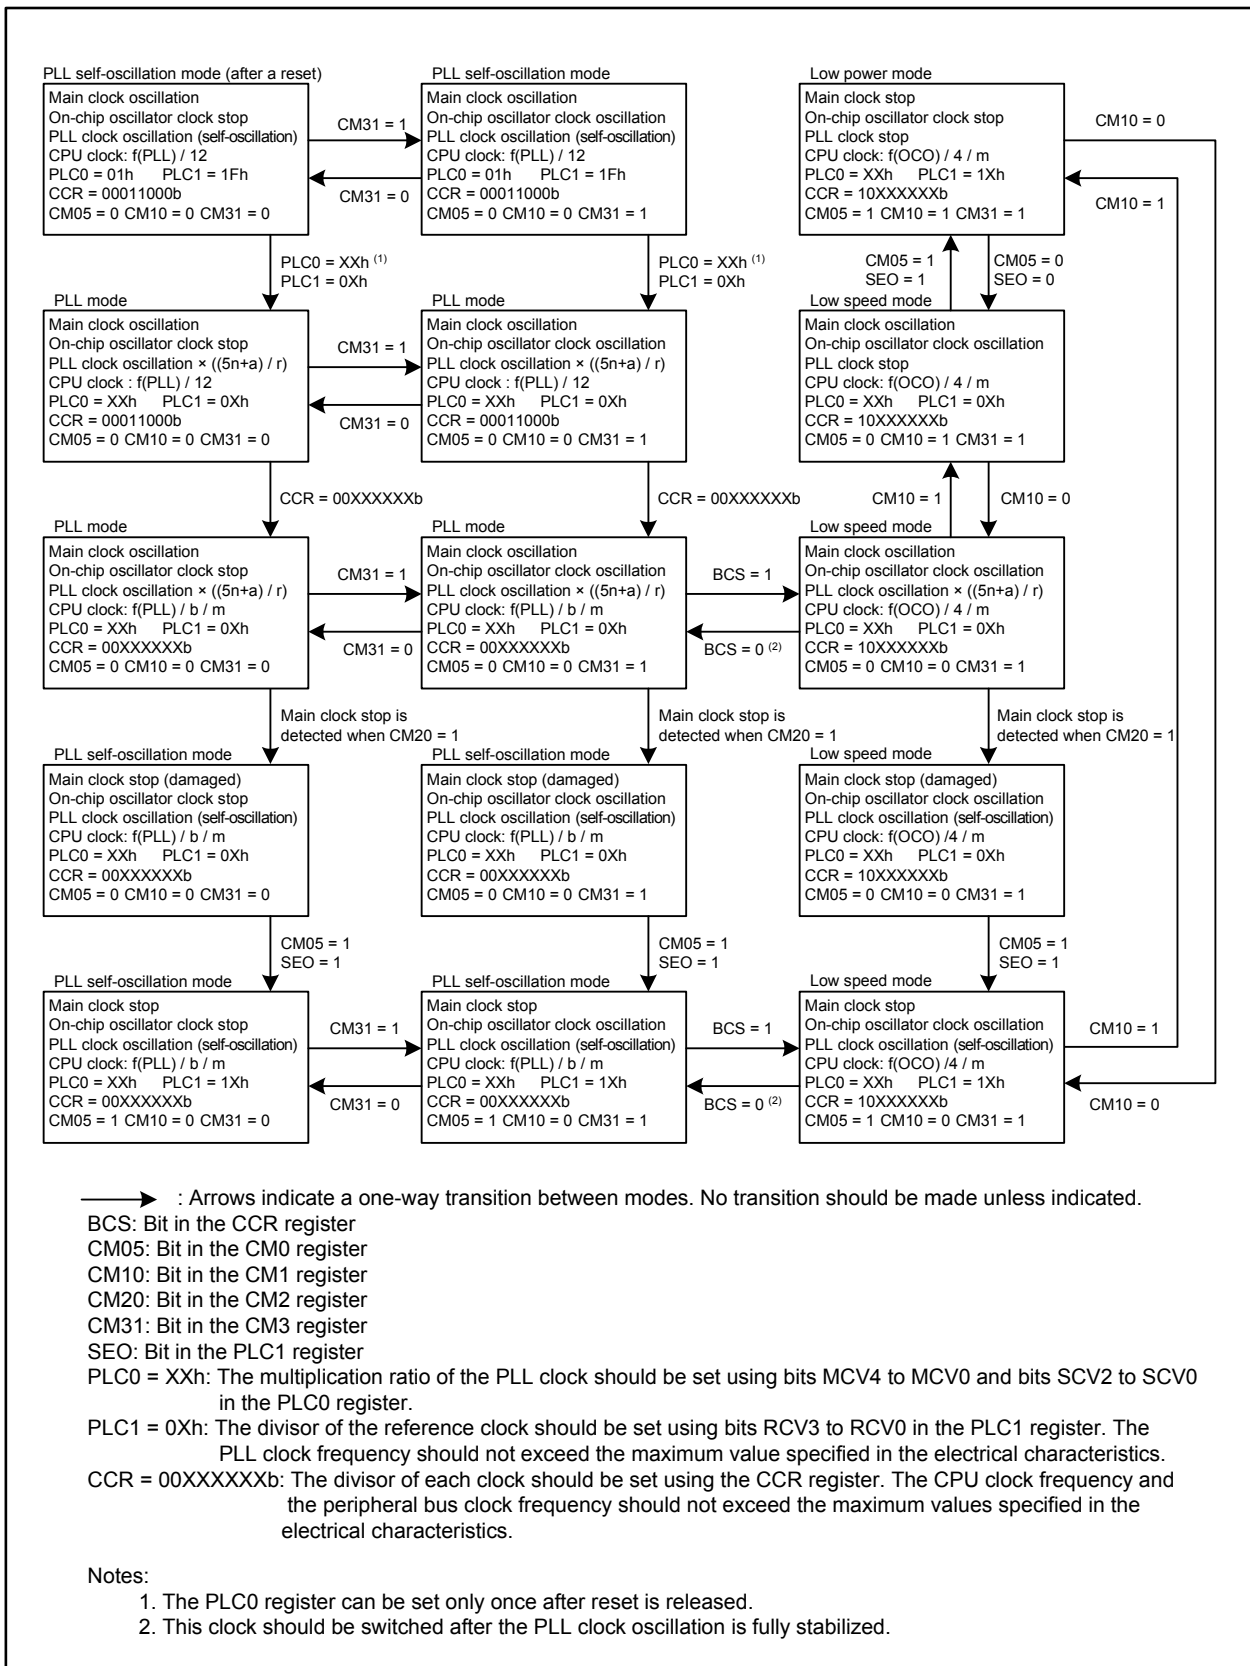 PLL self-oscillation mode (after a reset)
Main clock oscillation
On-chip oscillator clock stop
PLL clock oscillation (self-oscillation)
CPU clock: f(PLL) / 12
PLC0 = 01h PLC1 = 1Fh
CCR = 00011000b
CM05 = 0 CM10 = 0 CM31 = 0
CM31 = 1
CM31 = 0
PLL self-oscillation mode
Main clock oscillation
On-chip oscillator clock oscillation
PLL clock oscillation (self-oscillation)
CPU clock: f(PLL) / 12
PLC0 = 01h PLC1 = 1Fh
CCR = 00011000b
CM05 = 0 CM10 = 0 CM31 = 1
Low power mode
Main clock stop
On-chip oscillator clock stop
PLL clock stop
CPU clock: f(OCO) / 4 / m
PLC0 = XXh PLC1 = 1Xh
CCR = 10XXXXXXb
CM05 = 1 CM10 = 1 CM31 = 1
CM10 = 0
CM10 = 1
PLC0 = XXh (1)
PLC1 = 0Xh
PLC0 = XXh (1)
PLC1 = 0Xh
CM05 = 1
SEO = 1
CM05 = 0
SEO = 0
PLL mode
Main clock oscillation
On-chip oscillator clock stop
PLL clock oscillation × ((5n+a) / r)
CPU clock : f(PLL) / 12
PLC0 = XXh PLC1 = 0Xh
CCR = 00011000b
CM05 = 0 CM10 = 0 CM31 = 0
CM31 = 1
CM31 = 0
PLL mode
Main clock oscillation
On-chip oscillator clock oscillation
PLL clock oscillation × ((5n+a) / r)
CPU clock : f(PLL) / 12
PLC0 = XXh PLC1 = 0Xh
CCR = 00011000b
CM05 = 0 CM10 = 0 CM31 = 1
Low speed mode
Main clock oscillation
On-chip oscillator clock oscillation
PLL clock stop
CPU clock: f(OCO) / 4 / m
PLC0 = XXh PLC1 = 0Xh
CCR = 10XXXXXXb
CM05 = 0 CM10 = 1 CM31 = 1
CCR = 00XXXXXXb
CCR = 00XXXXXXb
CM10 = 1
CM10 = 0
PLL mode
Main clock oscillation
On-chip oscillator clock stop
PLL clock oscillation × ((5n+a) / r)
CPU clock: f(PLL) / b / m
PLC0 = XXh PLC1 = 0Xh
CCR = 00XXXXXXb
CM05 = 0 CM10 = 0 CM31 = 0
CM31 = 1
CM31 = 0
PLL mode
Main clock oscillation
On-chip oscillator clock oscillation
PLL clock oscillation × ((5n+a) / r)
CPU clock: f(PLL) / b / m
PLC0 = XXh PLC1 = 0Xh
CCR = 00XXXXXXb
CM05 = 0 CM10 = 0 CM31 = 1
BCS = 1
BCS = 0 (2)
Low speed mode
Main clock oscillation
On-chip oscillator clock oscillation
PLL clock oscillation × ((5n+a) / r)
CPU clock: f(OCO) / 4 / m
PLC0 = XXh PLC1 = 0Xh
CCR = 10XXXXXXb
CM05 = 0 CM10 = 0 CM31 = 1
Main clock stop is
detected when CM20 = 1
Main clock stop is
detected when CM20 = 1
Main clock stop is
detected when CM20 = 1
PLL self-oscillation mode
Main clock stop (damaged)
On-chip oscillator clock stop
PLL clock oscillation (self-oscillation)
CPU clock: f(PLL) / b / m
PLC0 = XXh PLC1 = 0Xh
CCR = 00XXXXXXb
CM05 = 0 CM10 = 0 CM31 = 0
PLL self-oscillation mode
Main clock stop (damaged)
On-chip oscillator clock oscillation
PLL clock oscillation (self-oscillation)
CPU clock: f(PLL) / b / m
PLC0 = XXh PLC1 = 0Xh
CCR = 00XXXXXXb
CM05 = 0 CM10 = 0 CM31 = 1
Low speed mode
Main clock stop (damaged)
On-chip oscillator clock oscillation
PLL clock oscillation (self-oscillation)
CPU clock: f(OCO) /4 / m
PLC0 = XXh PLC1 = 0Xh
CCR = 10XXXXXXb
CM05 = 0 CM10 = 0 CM31 = 1
CM05 = 1
SEO = 1
CM05 = 1
SEO = 1
CM05 = 1
SEO = 1
PLL self-oscillation mode
Main clock stop
On-chip oscillator clock stop
PLL clock oscillation (self-oscillation)
CPU clock: f(PLL) / b / m
PLC0 = XXh PLC1 = 1Xh
CCR = 00XXXXXXb
CM05 = 1 CM10 = 0 CM31 = 0
CM31 = 1
CM31 = 0
PLL self-oscillation mode
Main clock stop
On-chip oscillator clock oscillation
PLL clock oscillation (self-oscillation)
CPU clock: f(PLL) / b / m
PLC0 = XXh PLC1 = 1Xh
CCR = 00XXXXXXb
CM05 = 1 CM10 = 0 CM31 = 1
BCS = 1
BCS = 0 (2)
Low speed mode
Main clock stop
On-chip oscillator clock oscillation
PLL clock oscillation (self-oscillation)
CPU clock: f(OCO) /4 / m
PLC0 = XXh PLC1 = 1Xh
CCR = 10XXXXXXb
CM05 = 1 CM10 = 0 CM31 = 1
CM10 = 1
CM10 = 0
: Arrows indicate a one-way transition between modes. No transition should be made unless indicated.
BCS: Bit in the CCR register
CM05: Bit in the CM0 register
CM10: Bit in the CM1 register
CM20: Bit in the CM2 register
CM31: Bit in the CM3 register
SEO: Bit in the PLC1 register
PLC0 = XXh: The multiplication ratio of the PLL clock should be set using bits MCV4 to MCV0 and bits SCV2 to SCV0
in the PLC0 register.
PLC1 = 0Xh: The divisor of the reference clock should be set using bits RCV3 to RCV0 in the PLC1 register. The
PLL clock frequency should not exceed the maximum value specified in the electrical characteristics.
CCR = 00XXXXXXb: The divisor of each clock should be set using the CCR register. The CPU clock frequency and
the peripheral bus clock frequency should not exceed the maximum values specified in the
electrical characteristics.
Notes:
1. The PLC0 register can be set only once after reset is released.
2. This clock should be switched after the PLL clock oscillation is fully stabilized.